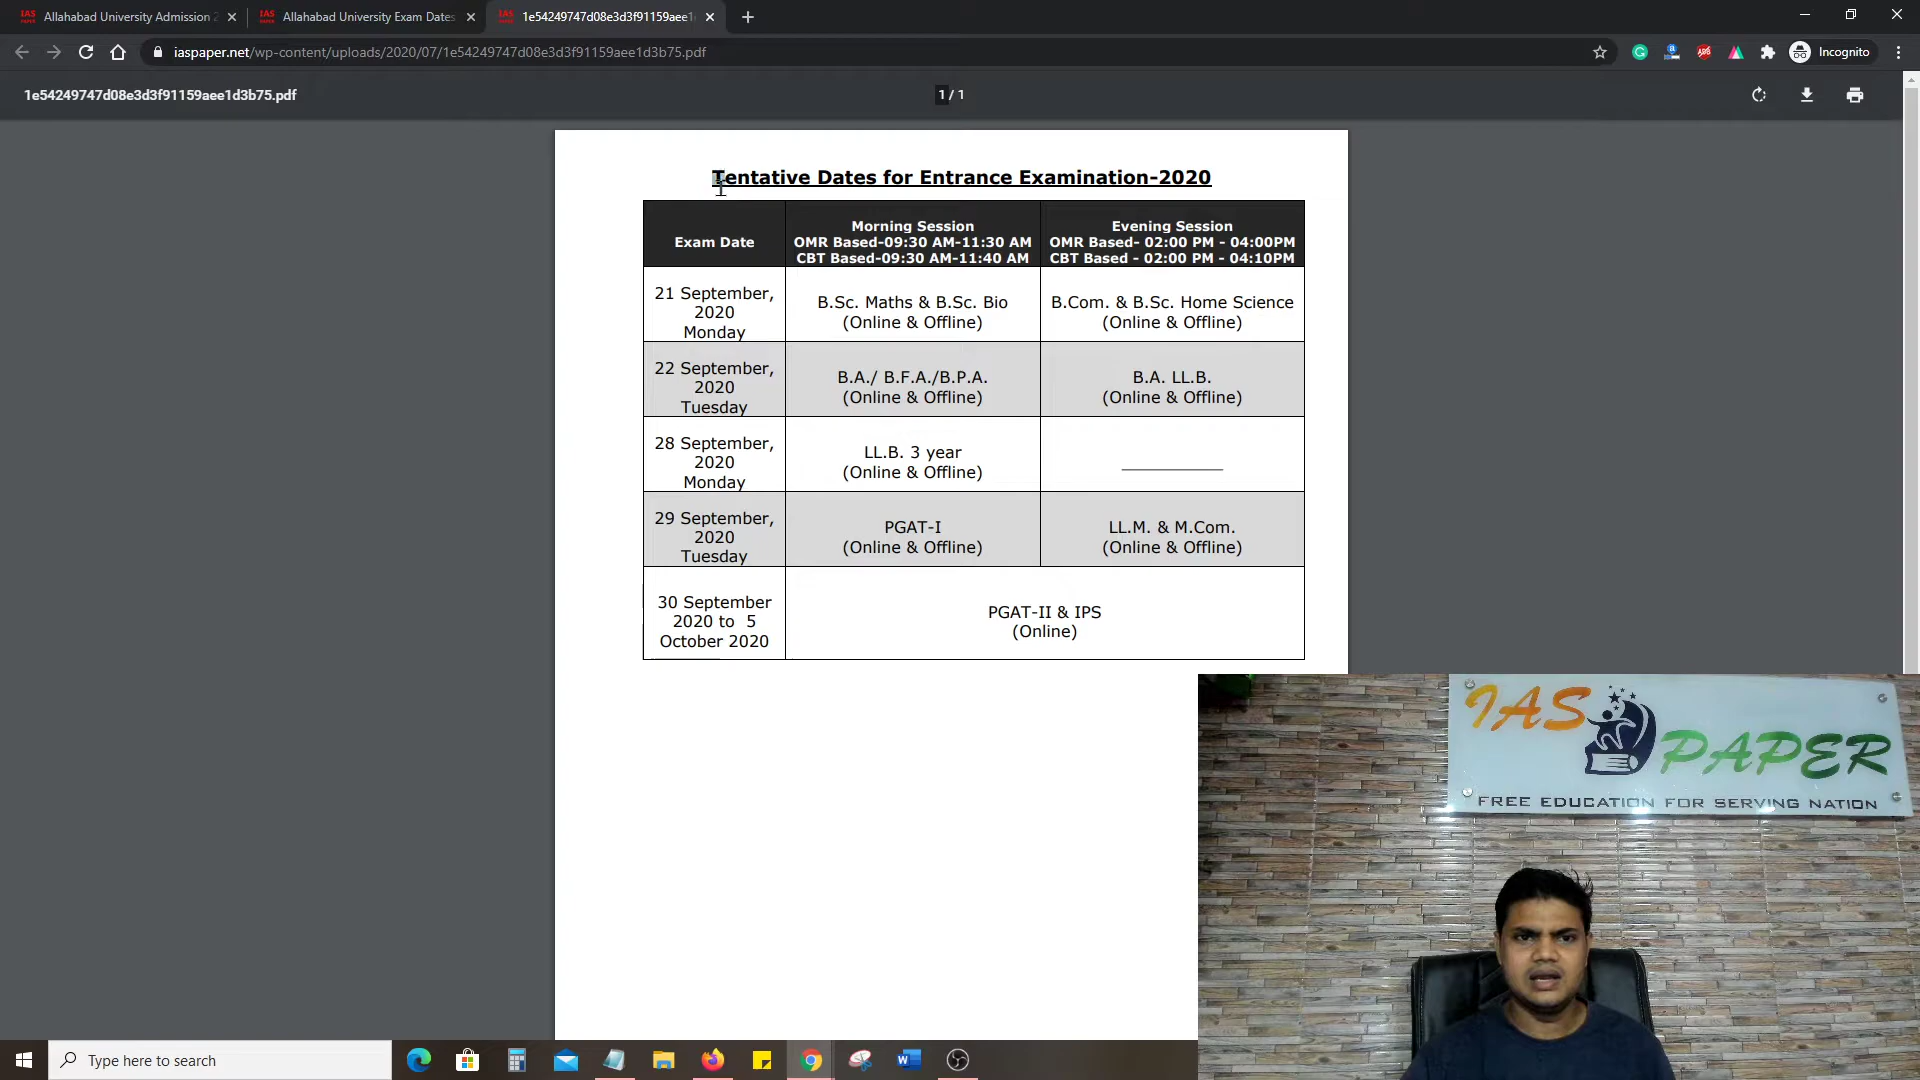 Allahabad University Admission 2
Allahabad University Exam Dates
1e54249747d08e3d3f91159aee1
iaspaper.net/wp-content/uploads/2020/07/1e54249747d08e3d3f91159aee1d3b75.pdf
Incognito
1e54249747d08e3d3f91159aee1d3b75.pdf
1 / 1
Tentative Dates for Entrance Examination-2020
Exam Date
Morning Session
OMR Based-09:30 AM-11:30 AM
CBT Based-09:30 AM-11:40 AM
Evening Session
OMR Based- 02:00 PM - 04:00PM
CBT Based - 02:00 PM - 04:10PM
21 September,
2020
Monday
B.Sc. Maths & B.Sc. Bio
(Online & Offline)
B.Com. & B.Sc. Home Science
(Online & Offline)
22 September,
2020
Tuesday
B.A./ B.F.A./B.P.A.
(Online & Offline)
B.A. LL.B.
(Online & Offline)
28 September,
2020
Monday
LL.B. 3 year
(Online & Offline)
29 September,
2020
Tuesday
PGAT-I
(Online & Offline)
LL.M. & M.Com.
(Online & Offline)
30 September
2020 to 5
October 2020
PGAT-II & IPS
(Online)
IAS
PAPER
FREE EDUCATION FOR SERVING NATION
Type here to search